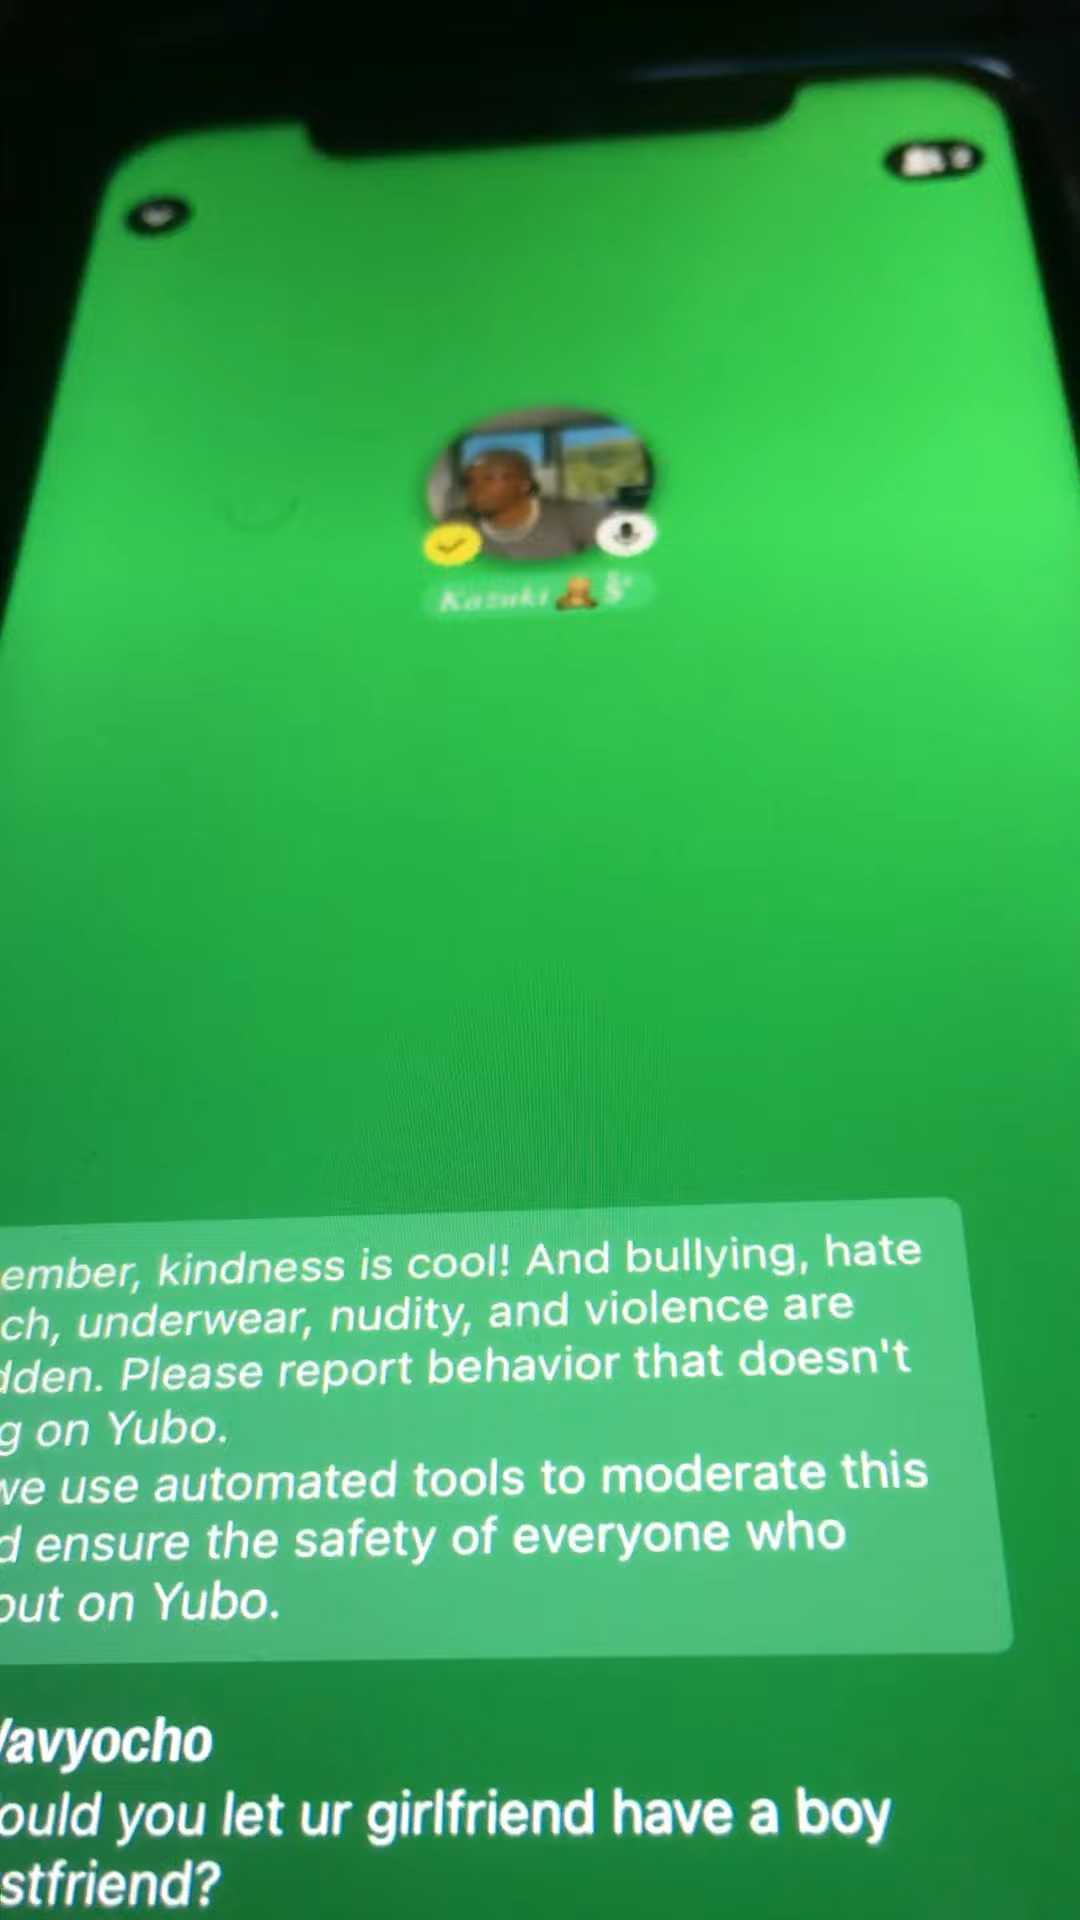 Kazuki
ember, kindness is cool! And bullying, hate
ch, underwear, nudity, and violence are
dden. Please report behavior that doesn't
g on Yubo.
we use automated tools to moderate this
d ensure the safety of everyone who
out on Yubo.
Vavyocho
ould you let ur girlfriend have a boy
stfriend?